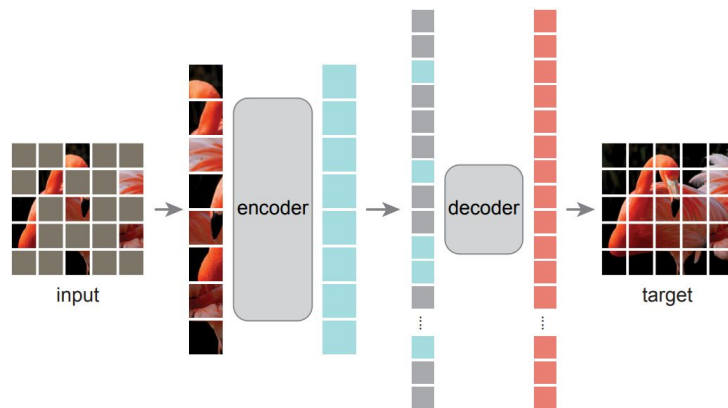 input
encoder
decoder
target